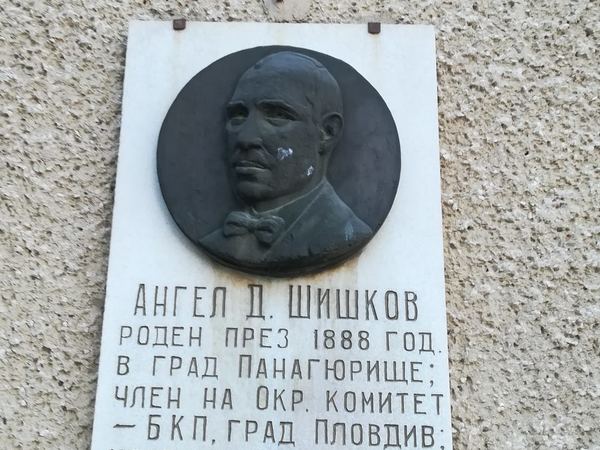 АНГЕЛ Д. ШИШКОВ
РОДЕН ПРЕЗ 1888 ГОД.
В ГРАД ПАНАГЮРИЩЕ;
ЧЛЕН НА ОКР. КОМИТЕТ
— БКП, ГРАД ПЛОВДИВ;